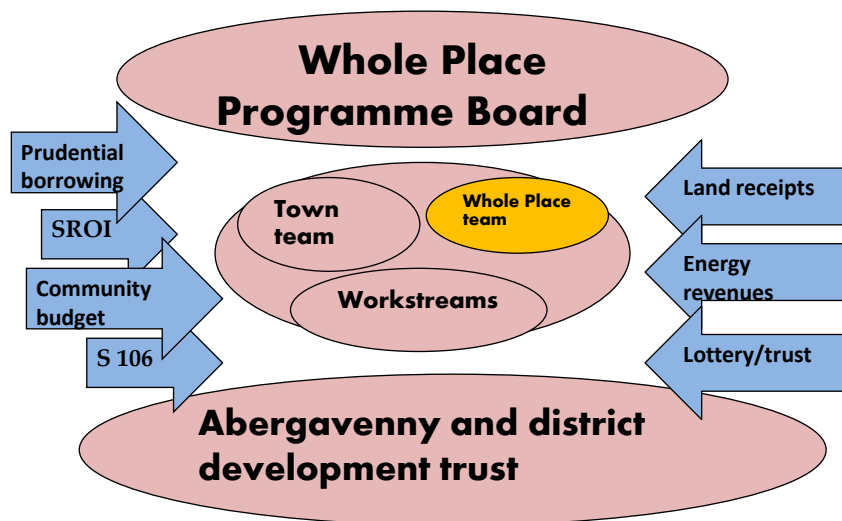 Whole Place
Programme Board
Prudential
borrowing
SROI
Community
budget
S 106
Town
team
Whole Place
team
Workstreams
Land receipts
Energy
revenues
Lottery/trust
Abergavenny and district
development trust